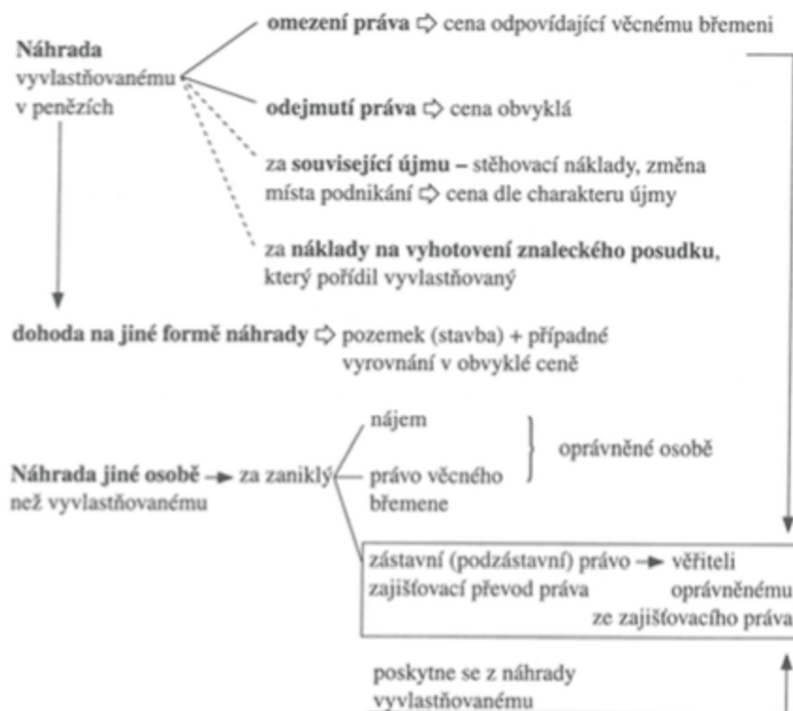 omezení práva ⇨ cena odpovídající věcnému břemeni
Náhrada
vyvlastňovanému
v penězích
odejmutí práva ⇨ cena obvyklá
za související újmu – stěhovací náklady, změna
místa podnikání ⇨ cena dle charakteru újmy
za náklady na vyhotovení znaleckého posudku,
který pořídil vyvlastňovaný
dohoda na jiné formě náhrady ⇨ pozemek (stavba) + případné
vyrovnání v obvyklé ceně
nájem
oprávněné osobě
Náhrada jiné osobě → za zaniklý
než vyvlastňovanému
právo věcného
břemene
zástavní (podzástavní) právo → věřiteli
zajišťovací převod práva oprávněnému
ze zajišťovacího práva
poskytne se z náhrady
vyvlastňovanému